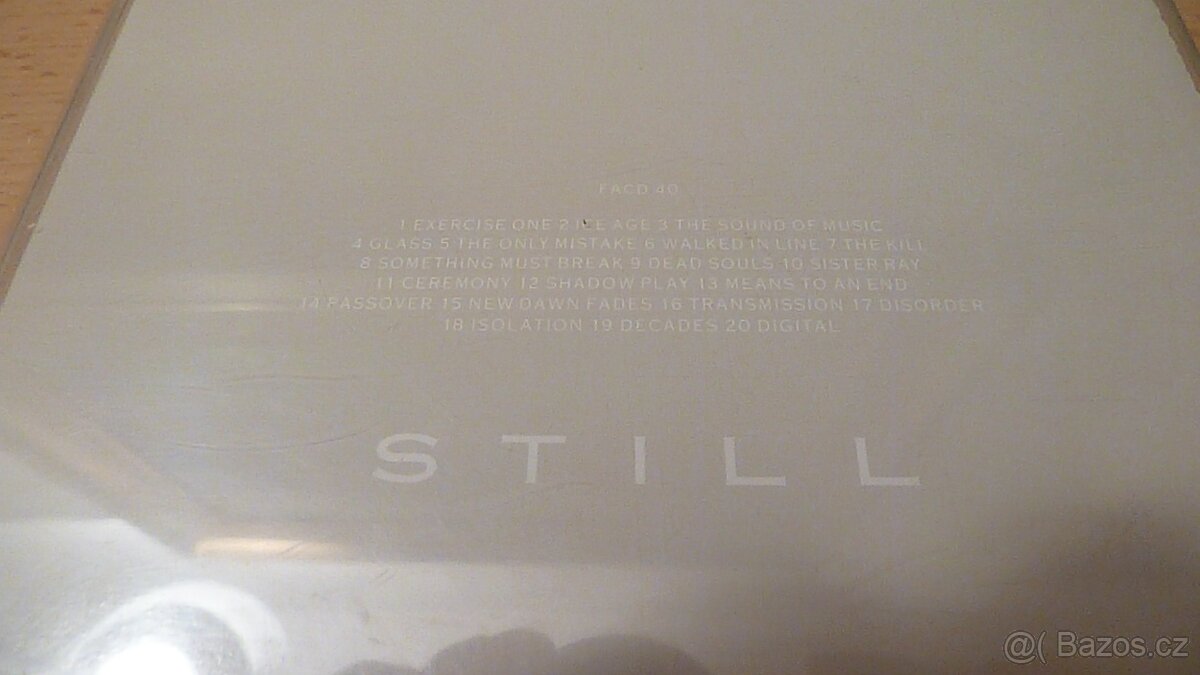 FACD 40
1 EXERCISE ONE 2 ICE AGE 3 THE SOUND OF MUSIC
4 GLASS 5 THE ONLY MISTAKE 6 WALKED IN LINE 7 THE KILL
8 SOMETHING MUST BREAK 9 DEAD SOULS 10 SISTER RAY
11 CEREMONY 12 SHADOW PLAY 13 MEANS TO AN END
14 PASSOVER 15 NEW DAWN FADES 16 TRANSMISSION 17 DISORDER
18 ISOLATION 19 DECADES 20 DIGITAL
STILL
@( Bazos.cz